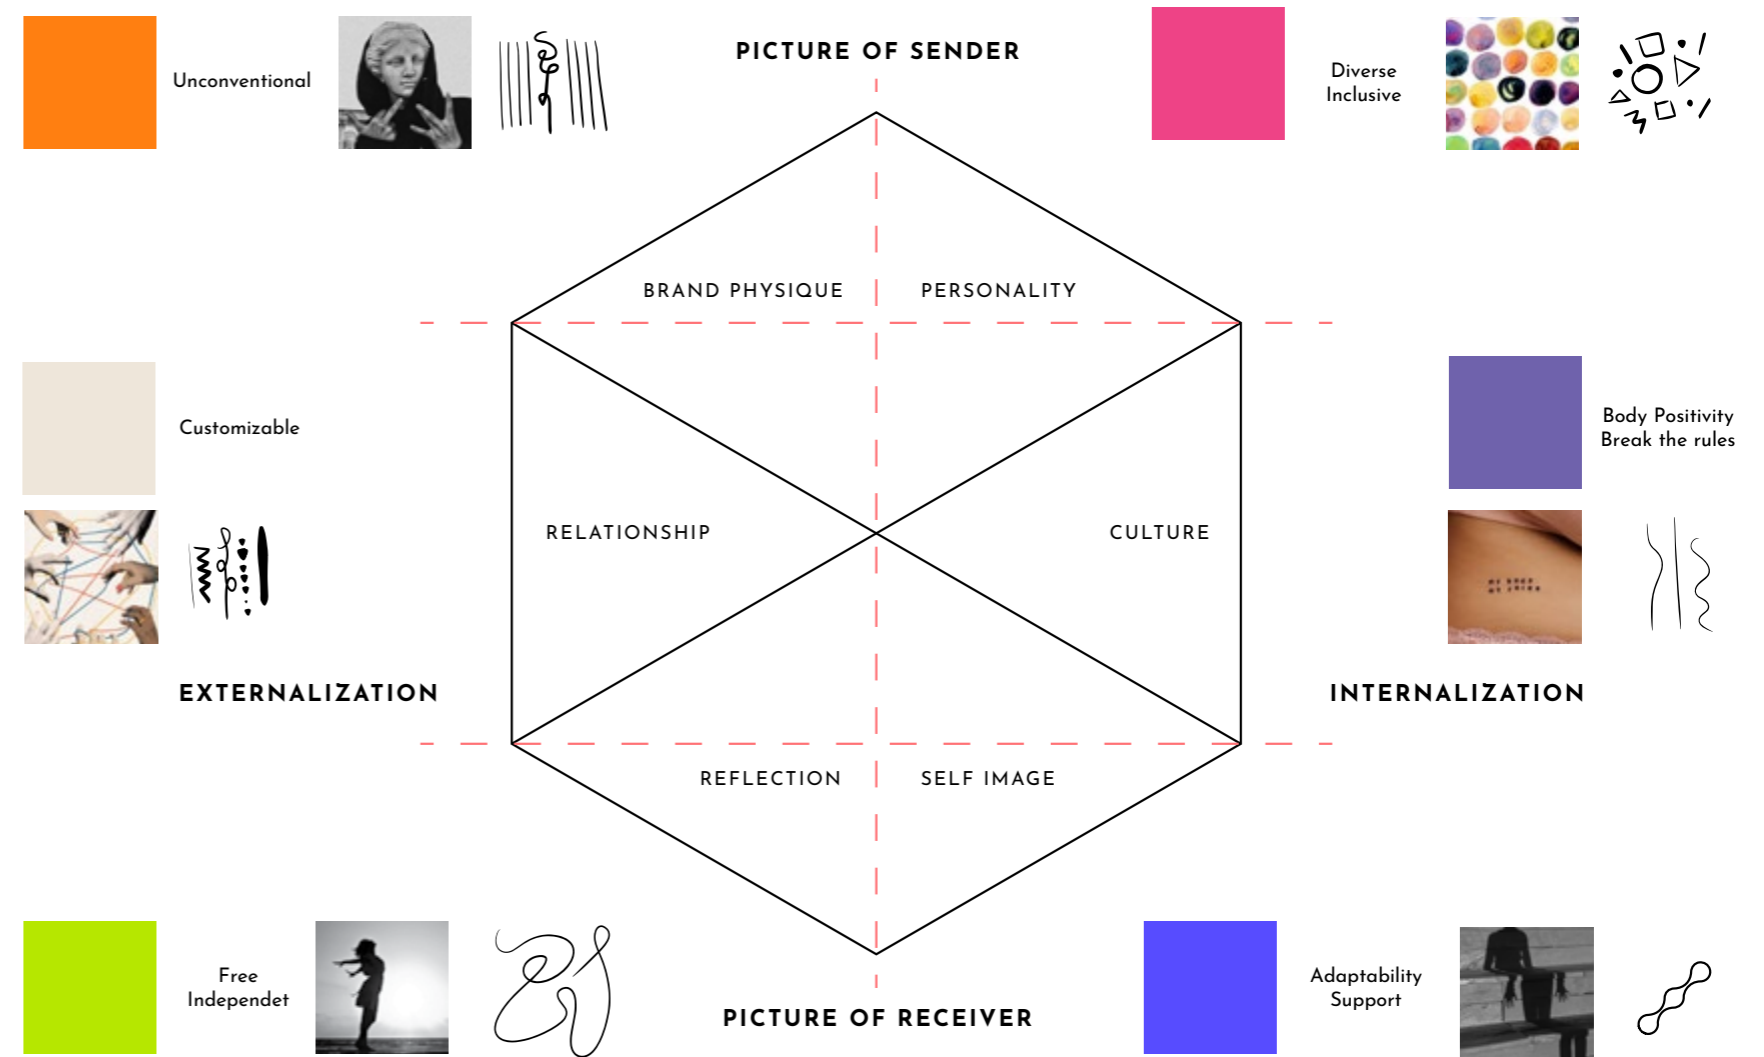 PICTURE OF SENDER
Unconventional
Diverse
Inclusive
BRAND PHYSIQUE
PERSONALITY
Customizable
Body Positivity
Break the rules
RELATIONSHIP
CULTURE
EXTERNALIZATION
INTERNALIZATION
REFLECTION
SELF IMAGE
Free
Independet
Adaptability
Support
PICTURE OF RECEIVER